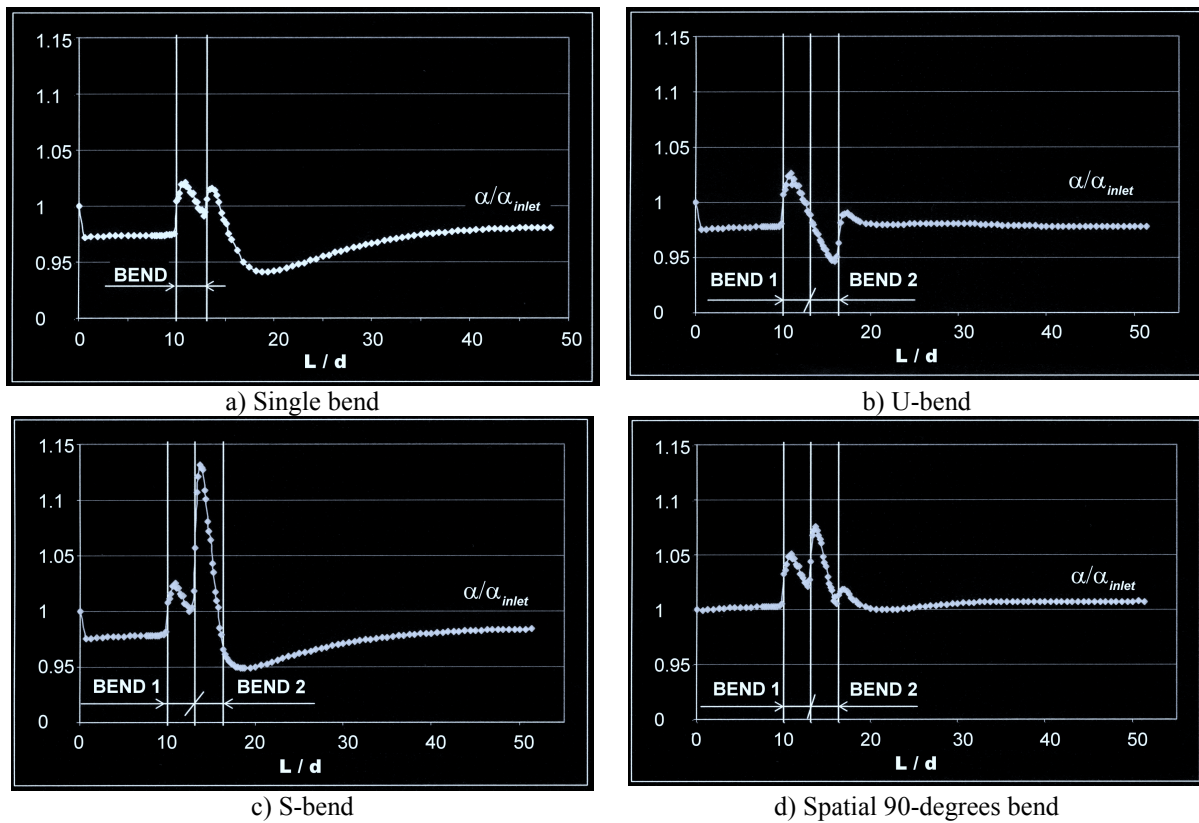 1.15
1.1
1.05
1
0.95
0
α/α inlet
BEND
0 10 20 30 40 50
L / d
a) Single bend
1.15
1.1
1.05
1
0.95
0
α/α inlet
BEND 1 BEND 2
0 10 20 30 40 50
L / d
b) U-bend
1.15
1.1
1.05
1
0.95
0
α/α inlet
BEND 1 BEND 2
0 10 20 30 40 50
L / d
c) S-bend
1.15
1.1
1.05
1
0.95
0
α/α inlet
BEND 1 BEND 2
0 10 20 30 40 50
L / d
d) Spatial 90-degrees bend